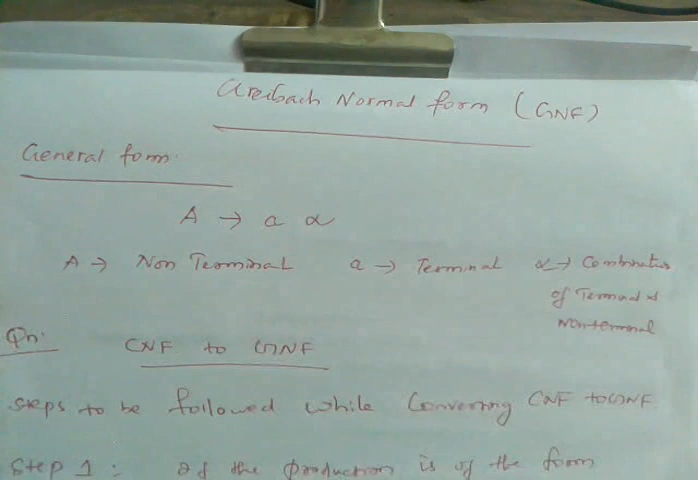 Greibach Normal form (GNF)
General form:
A → a α
A → Non Terminal a → Terminal α → Combination
of Terminal &
nonterminal
Qn:
CNF to GNF
steps to be followed while Converting CNF to GNF
Step 1: If the production is of the form